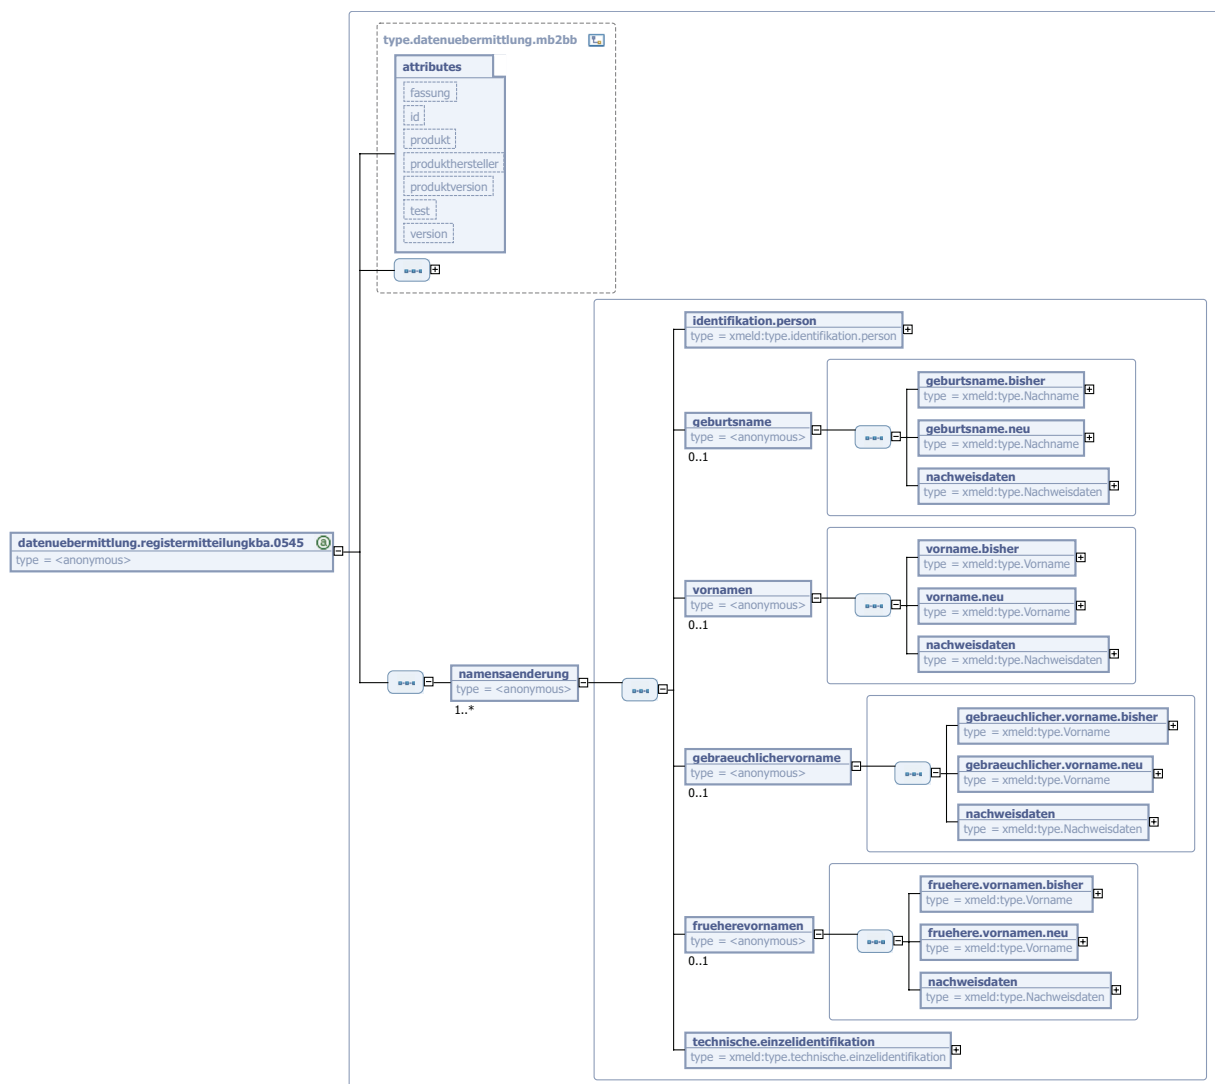 type.datenuebermittlung.mb2bb
attributes
fassung
id
produkt
produkthersteller
produktversion
test
version
identifikation.person
type = xmeld:type.identifikation.person
geburtsname.bisher
type = xmeld:type.Nachname
geburtsname
type = <anonymous>
0..1
geburtsname.neu
type = xmeld:type.Nachname
nachweisdaten
type = xmeld:type.Nachweisdaten
datenuebermittlung.registermitteilungkba.0545
a
type = <anonymous>
vorname.bisher
type = xmeld:type.Vorname
vornamen
type = <anonymous>
0..1
vorname.neu
type = xmeld:type.Vorname
nachweisdaten
type = xmeld:type.Nachweisdaten
namensaenderung
type = <anonymous>
1..*
gebraeuchlicher.vorname.bisher
type = xmeld:type.Vorname
gebraeuchlichervorname
type = <anonymous>
0..1
gebraeuchlicher.vorname.neu
type = xmeld:type.Vorname
nachweisdaten
type = xmeld:type.Nachweisdaten
fruehere.vornamen.bisher
type = xmeld:type.Vorname
frueherevornamen
type = <anonymous>
0..1
fruehere.vornamen.neu
type = xmeld:type.Vorname
nachweisdaten
type = xmeld:type.Nachweisdaten
technische.einzelidentifikation
type = xmeld:type.technische.einzelidentifikation